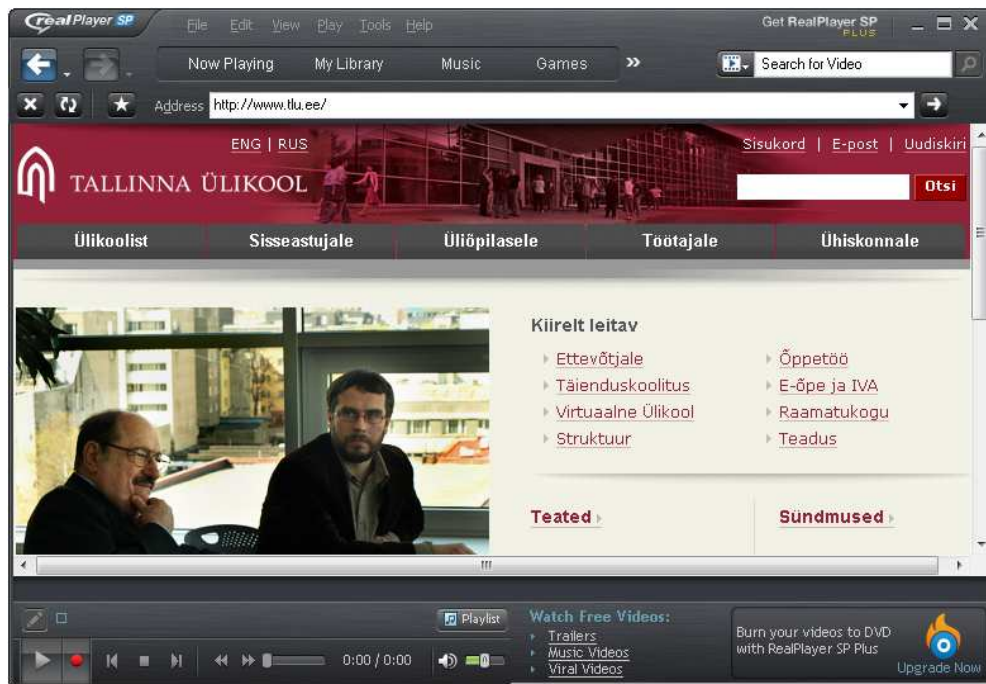 real Player SP
File Edit View Play Tools Help
Get RealPlayer SP
PLUS
Now Playing My Library Music Games »
Search for Video
Address http://www.tlu.ee/
ENG | RUS
Sisukord | E-post | Uudiskiri
TALLINNA ÜLIKOOL
Otsi
Ülikoolist Sisseastujale Üliõpilasele Töötajale Ühiskonnale
Kiirelt leitav
Ettevõtjale
Täienduskoolitus
Virtuaalne Ülikool
Struktuur
Õppetöö
E-õpe ja IVA
Raamatukogu
Teadus
Teated
Sündmused
Playlist
0:00 / 0:00
Watch Free Videos:
Trailers
Music Videos
Viral Videos
Burn your videos to DVD
with RealPlayer SP Plus
Upgrade Now